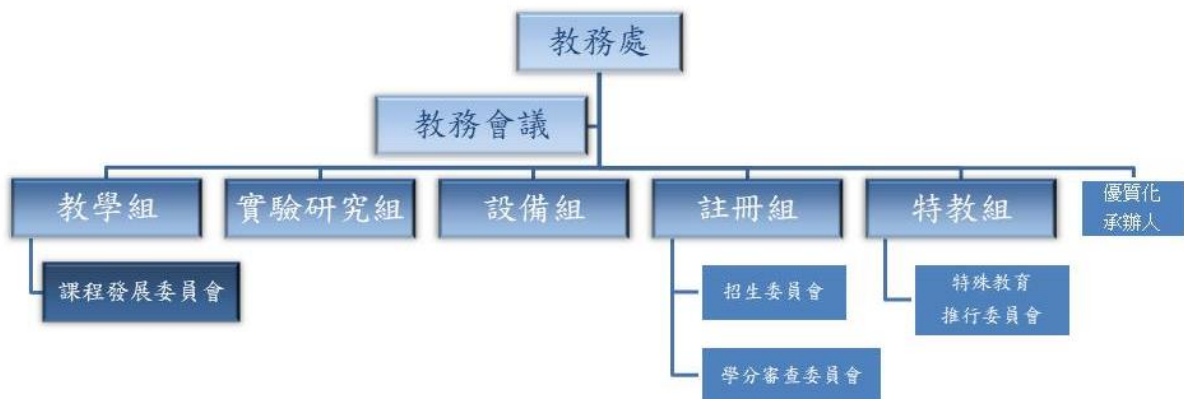 教務處
教務會議
教學組
實驗研究組
設備組
註冊組
特教組
優質化
承辦人
課程發展委員會
招生委員會
特殊教育
推行委員會
學分審查委員會